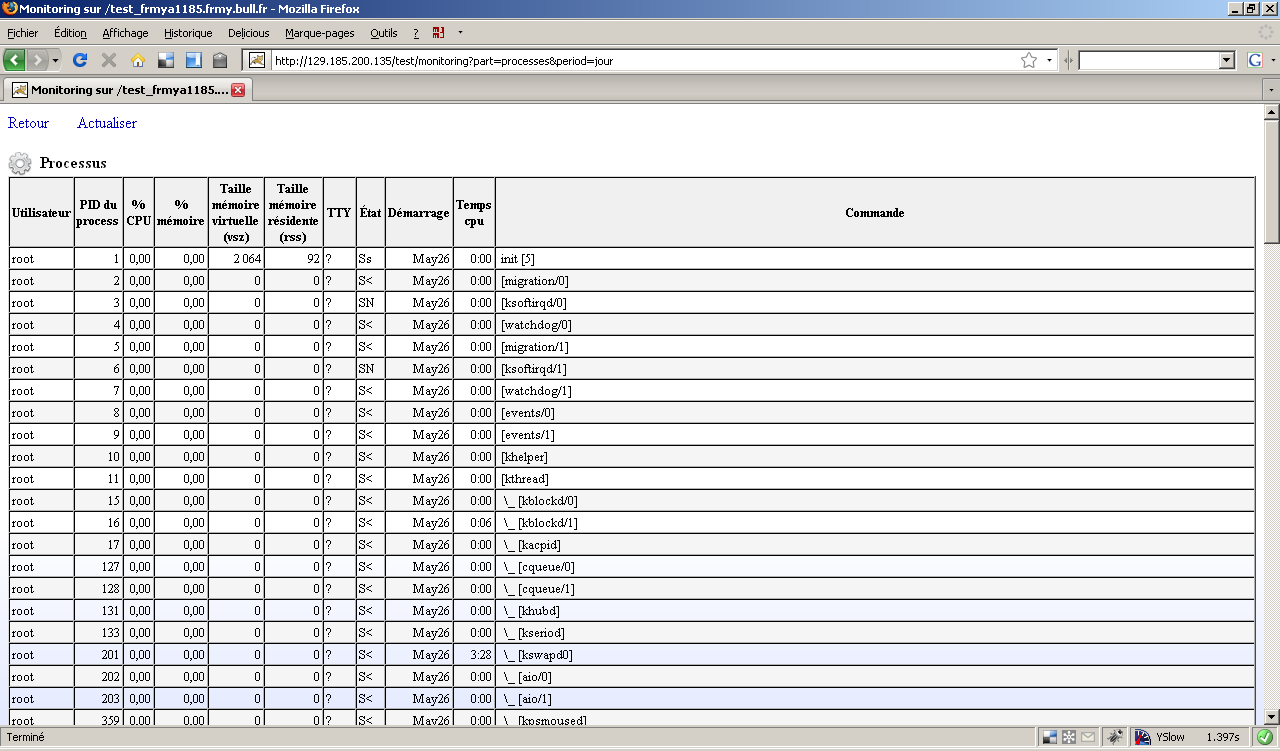 Monitoring sur /test_frmya1185.frmy.bull.fr - Mozilla Firefox
Fichier Édition Affichage Historique Delicious Marque-pages Outils ?
http://129.185.200.135/test/monitoring?part=processes&period=jour
Monitoring sur /test_frmya1185....
Retour Actualiser
Processus
Utilisateur PID du process % CPU % mémoire Taille mémoire virtuelle (vsz) Taille mémoire résidente (rss) TTY État Démarrage Temps cpu Commande
root 1 0,00 0,00 2 064 92 ? Ss May26 0:00 init [5]
root 2 0,00 0,00 0 0 ? S< May26 0:00 [migration/0]
root 3 0,00 0,00 0 0 ? SN May26 0:00 [ksoftirqd/0]
root 4 0,00 0,00 0 0 ? S< May26 0:00 [watchdog/0]
root 5 0,00 0,00 0 0 ? S< May26 0:00 [migration/1]
root 6 0,00 0,00 0 0 ? SN May26 0:00 [ksoftirqd/1]
root 7 0,00 0,00 0 0 ? S< May26 0:00 [watchdog/1]
root 8 0,00 0,00 0 0 ? S< May26 0:00 [events/0]
root 9 0,00 0,00 0 0 ? S< May26 0:00 [events/1]
root 10 0,00 0,00 0 0 ? S< May26 0:00 [khelper]
root 11 0,00 0,00 0 0 ? S< May26 0:00 [kthread]
root 15 0,00 0,00 0 0 ? S< May26 0:00 \_ [kblockd/0]
root 16 0,00 0,00 0 0 ? S< May26 0:06 \_ [kblockd/1]
root 17 0,00 0,00 0 0 ? S< May26 0:00 \_ [kacpid]
root 127 0,00 0,00 0 0 ? S< May26 0:00 \_ [cqueue/0]
root 128 0,00 0,00 0 0 ? S< May26 0:00 \_ [cqueue/1]
root 131 0,00 0,00 0 0 ? S< May26 0:00 \_ [khubd]
root 133 0,00 0,00 0 0 ? S< May26 0:00 \_ [kseriod]
root 201 0,00 0,00 0 0 ? S< May26 3:28 \_ [kswapd0]
root 202 0,00 0,00 0 0 ? S< May26 0:00 \_ [aio/0]
root 203 0,00 0,00 0 0 ? S< May26 0:00 \_ [aio/1]
root 359 0,00 0,00 0 0 ? S< May26 0:00 \_ [kpsmoused]
Terminé YSlow 1.397s